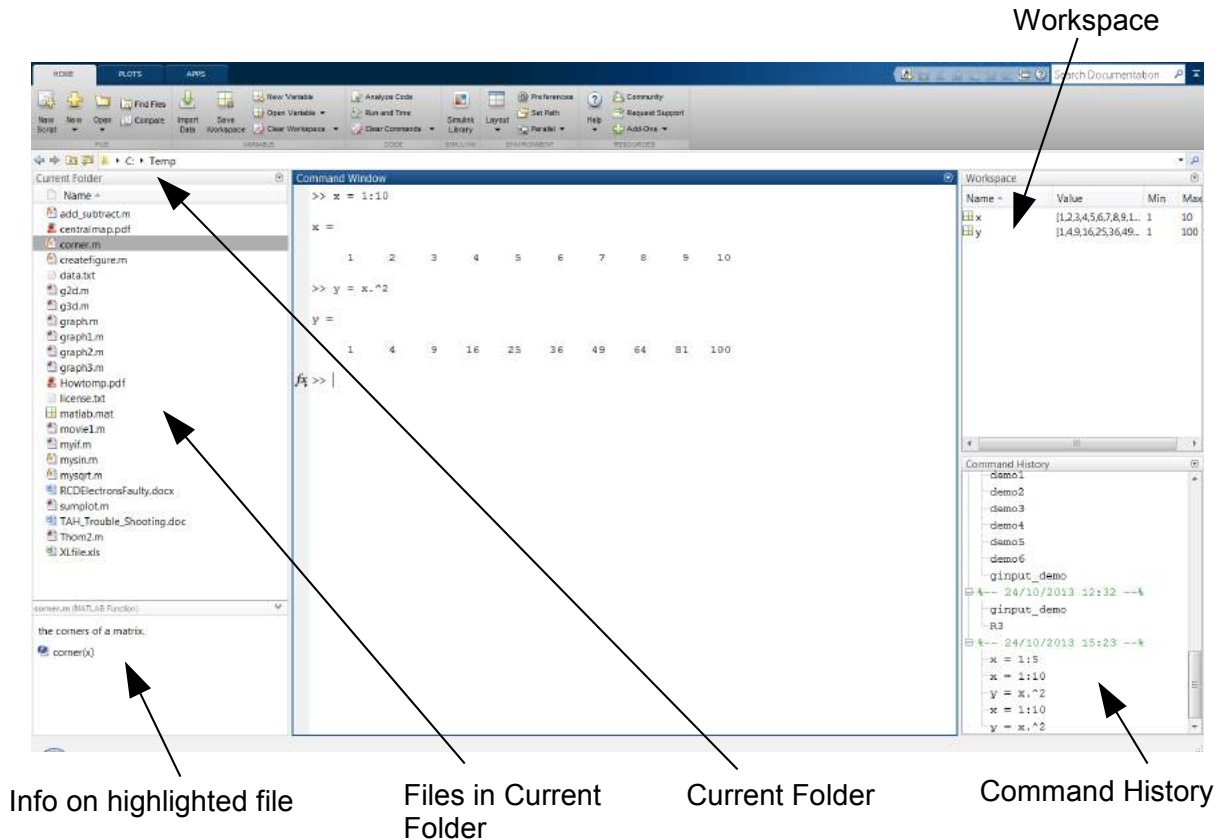 Workspace
HOME PLOTS APPS
Search Documentation
New Script
New
Open
Find Files
Compare
Import Data
Save Workspace
New Variable
Open Variable
Clear Workspace
Analyze Code
Run and Time
Clear Commands
Simulink Library
Layout
Preferences
Set Path
Parallel
Help
Community
Request Support
Add-Ons
FILE VARIABLE CODE SIMULINK ENVIRONMENT RESOURCES
C: Temp
Current Folder
Name
add_subtract.m
centralmap.pdf
corner.m
createfigure.m
data.txt
g2d.m
g3d.m
graph.m
graph1.m
graph2.m
graph3.m
Howtomp.pdf
license.txt
matlab.mat
movie1.m
myif.m
mysin.m
mysqrt.m
RCDElectronsFaulty.docx
sumplot.m
TAH_Trouble_Shooting.doc
Thom2.m
XLfile.xls
corner.m (MATLAB Function)
the corners of a matrix.
corner(x)
Command Window
>> x = 1:10
x =
1 2 3 4 5 6 7 8 9 10
>> y = x.^2
y =
1 4 9 16 25 36 49 64 81 100
fx >>
Workspace
Name Value Min Max
x [1,2,3,4,5,6,7,8,9,1... 1 10
y [1,4,9,16,25,36,49... 1 100
Command History
demo1
demo2
demo3
demo4
demo5
demo6
ginput_demo
%-- 24/10/2013 12:32 --%
ginput_demo
R3
%-- 24/10/2013 15:23 --%
x = 1:5
x = 1:10
y = x.^2
x = 1:10
y = x.^2
Info on highlighted file
Files in Current
Folder
Current Folder
Command History